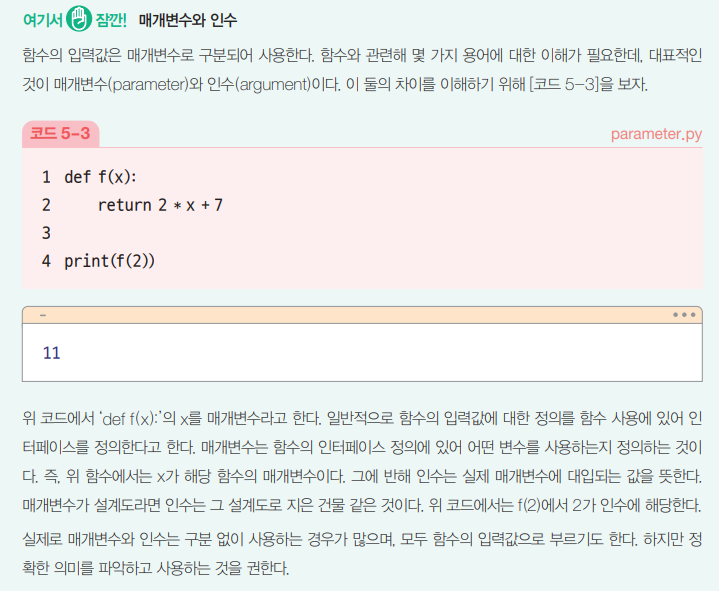 여기서 잠깐! 매개변수와 인수
함수의 입력값은 매개변수로 구분되어 사용한다. 함수와 관련해 몇 가지 용어에 대한 이해가 필요한데, 대표적인
것이 매개변수(parameter)와 인수(argument)이다. 이 둘의 차이를 이해하기 위해 [코드 5-3]을 보자.
코드 5-3 parameter.py
1 def f(x):
2     return 2 * x + 7
3
4 print(f(2))
11
위 코드에서 'def f(x):'의 x를 매개변수라고 한다. 일반적으로 함수의 입력값에 대한 정의를 함수 사용에 있어 인
터페이스를 정의한다고 한다. 매개변수는 함수의 인터페이스 정의에 있어 어떤 변수를 사용하는지 정의하는 것이
다. 즉, 위 함수에서는 x가 해당 함수의 매개변수이다. 그에 반해 인수는 실제 매개변수에 대입되는 값을 뜻한다.
매개변수가 설계도라면 인수는 그 설계도로 지은 건물 같은 것이다. 위 코드에서는 f(2)에서 2가 인수에 해당한다.
실제로 매개변수와 인수는 구분 없이 사용하는 경우가 많으며, 모두 함수의 입력값으로 부르기도 한다. 하지만 정
확한 의미를 파악하고 사용하는 것을 권한다.